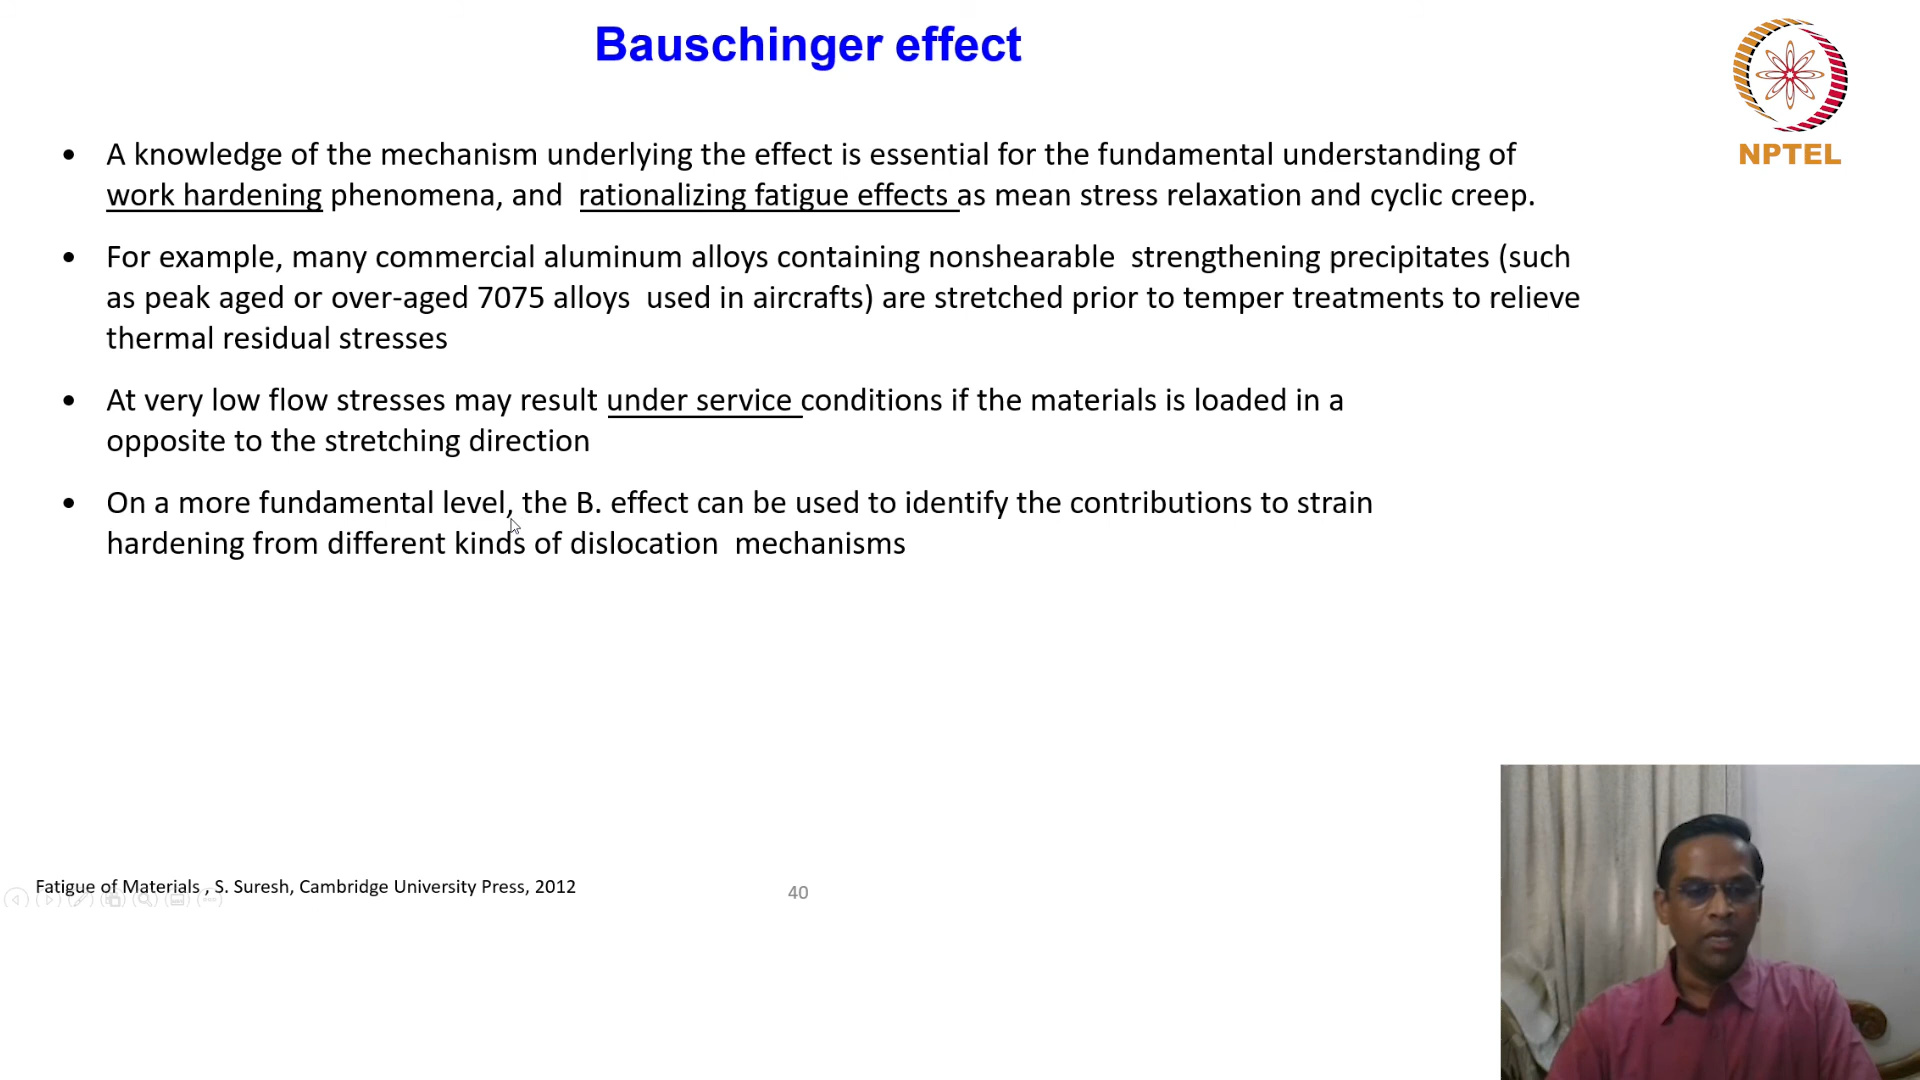 Bauschinger effect
NPTEL
• A knowledge of the mechanism underlying the effect is essential for the fundamental understanding of
work hardening phenomena, and rationalizing fatigue effects as mean stress relaxation and cyclic creep.
• For example, many commercial aluminum alloys containing nonshearable strengthening precipitates (such
as peak aged or over-aged 7075 alloys used in aircrafts) are stretched prior to temper treatments to relieve
thermal residual stresses
• At very low flow stresses may result under service conditions if the materials is loaded in a
opposite to the stretching direction
• On a more fundamental level, the B. effect can be used to identify the contributions to strain
hardening from different kinds of dislocation mechanisms
Fatigue of Materials , S. Suresh, Cambridge University Press, 2012
40